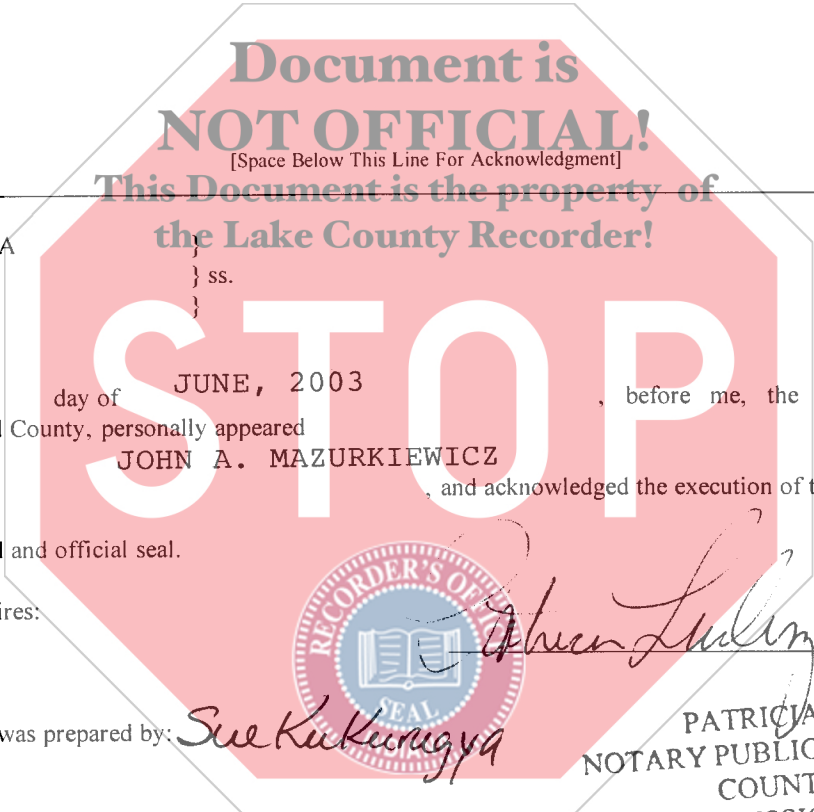 Document is
NOT OFFICIAL!
[Space Below This Line For Acknowledgment]
This Document is the property of
the Lake County Recorder!
A }
} ss.
}
STOP
day of JUNE, 2003 , before me, the
County, personally appeared
JOHN A. MAZURKIEWICZ
, and acknowledged the execution of t
and official seal.
ires:
RECORDER'S OFFICE
SEAL
was prepared by: Sue Kukurugya
PATRICIA
NOTARY PUBLIC
COUNT